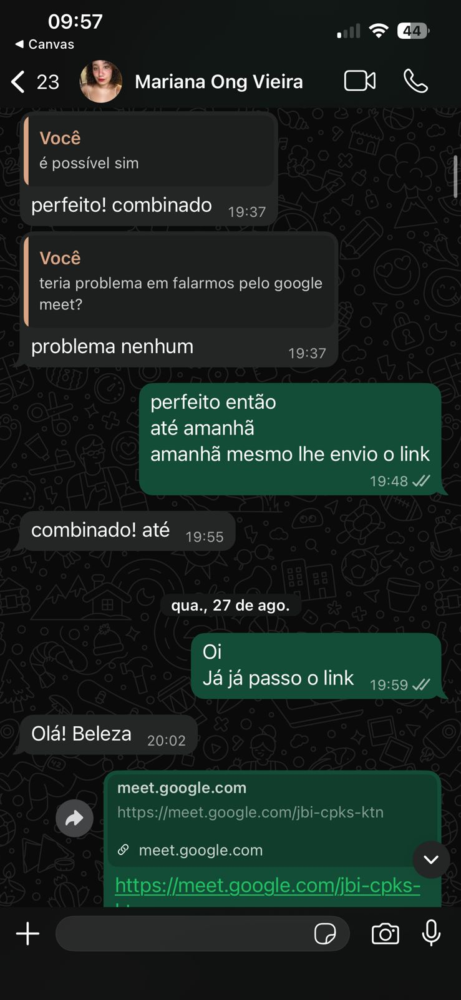 09:57
44
◀ Canvas
23
Mariana Ong Vieira
Você
é possível sim
perfeito! combinado 19:37
Você
teria problema em falarmos pelo google
meet?
problema nenhum 19:37
perfeito então
até amanhã
amanhã mesmo lhe envio o link
19:48
combinado! até 19:55
qua., 27 de ago.
Oi
Já já passo o link 19:59
Olá! Beleza 20:02
meet.google.com
https://meet.google.com/jbi-cpks-ktn
meet.google.com
https://meet.google.com/jbi-cpks-